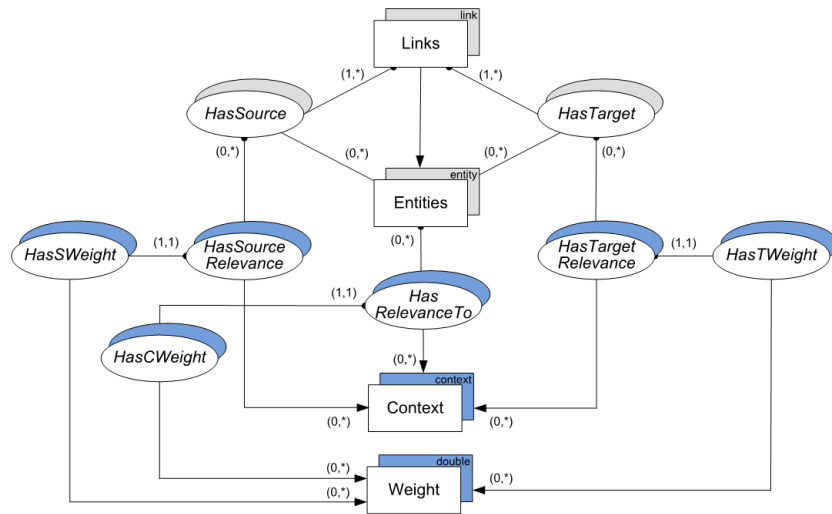 link
Links
(1,*)
(1,*)
HasSource
HasTarget
(0,*)
(0,*)
(0,*)
(0,*)
entity
Entities
(0,*)
HasSWeight
(1,1)
HasSource
Relevance
HasTarget
Relevance
(1,1)
HasTWeight
(1,1)
Has
RelevanceTo
HasCWeight
(0,*)
context
Context
(0,*)
(0,*)
double
Weight
(0,*)
(0,*)
(0,*)